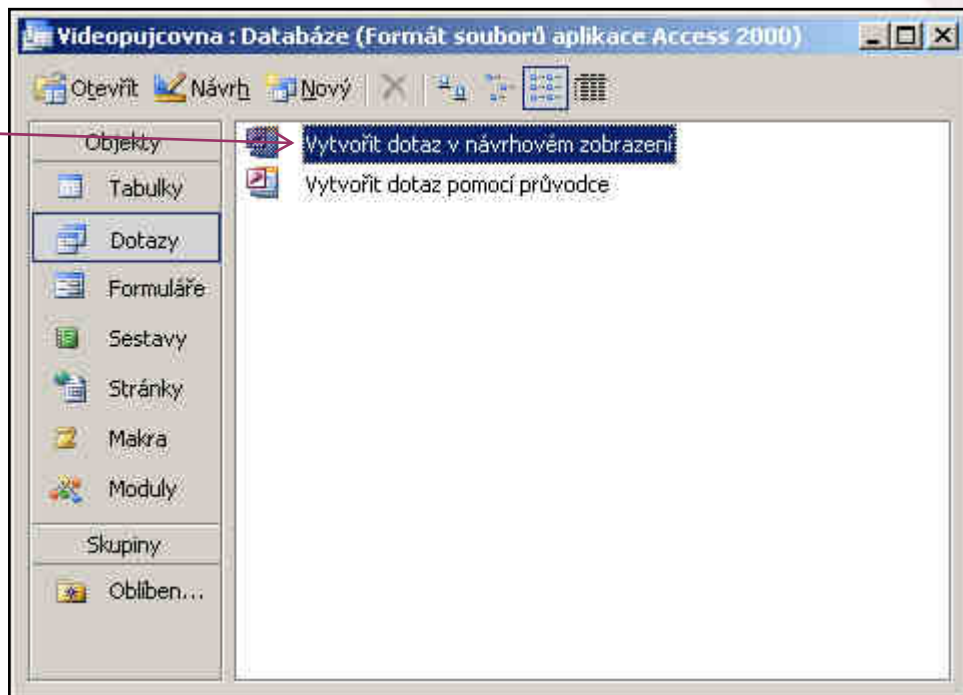 Videopujcovna : Databáze (Formát souborů aplikace Access 2000)
Otevřít Návrh Nový
Objekty
Tabulky
Dotazy
Formuláře
Sestavy
Stránky
Makra
Moduly
Skupiny
Oblíben...
Vytvořit dotaz v návrhovém zobrazení
Vytvořit dotaz pomocí průvodce